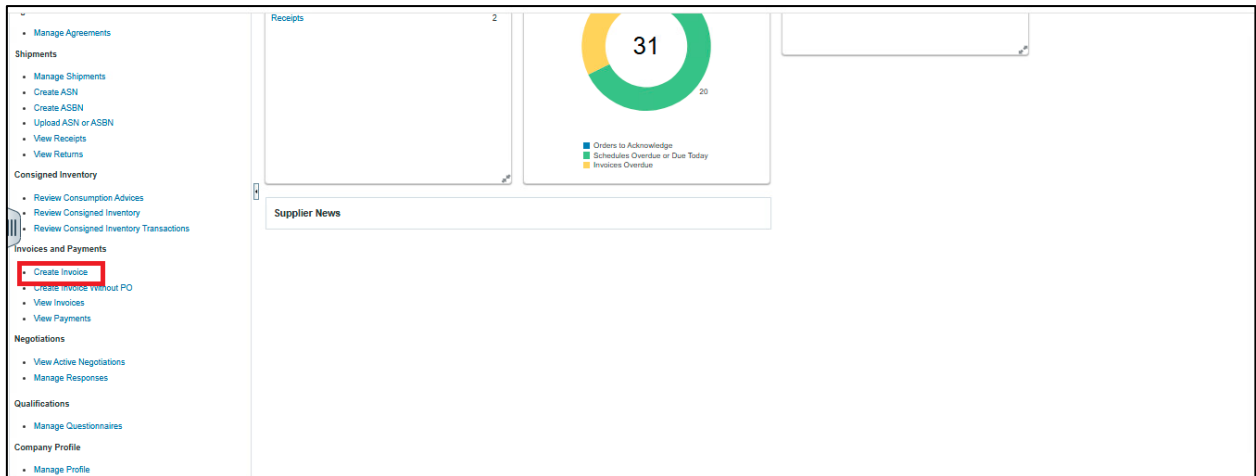 Manage Agreements
Shipments
Manage Shipments
Create ASN
Create ASBN
Upload ASN or ASBN
View Receipts
View Returns
Consigned Inventory
Review Consumption Advices
Review Consigned Inventory
Review Consigned Inventory Transactions
Invoices and Payments
Create Invoice
Create Invoice Without PO
View Invoices
View Payments
Negotiations
View Active Negotiations
Manage Responses
Qualifications
Manage Questionnaires
Company Profile
Manage Profile
Receipts 2
31
20
Orders to Acknowledge
Schedules Overdue or Due Today
Invoices Overdue
Supplier News